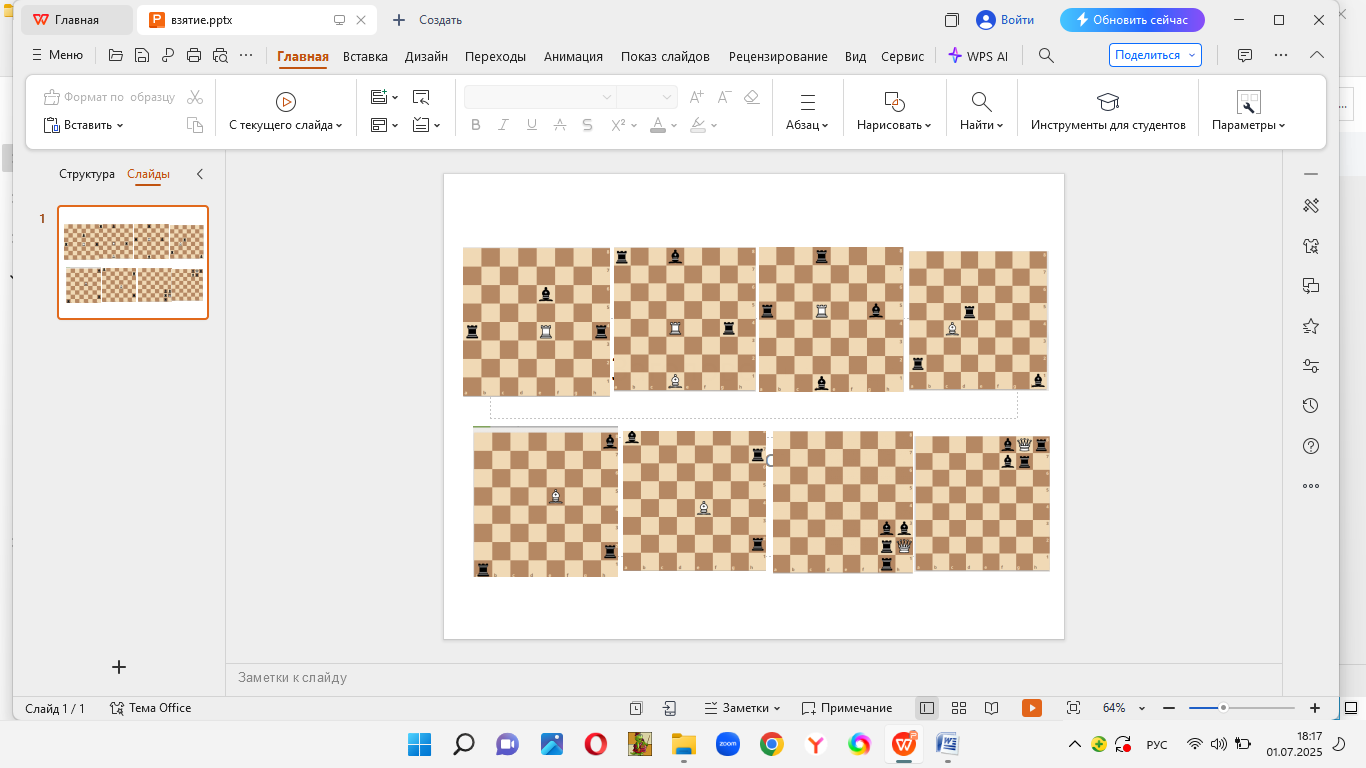 Главная
взятие.pptx
Создать
Войти
Обновить сейчас
Меню
Главная
Вставка
Дизайн
Переходы
Анимация
Показ слайдов
Рецензирование
Вид
Сервис
WPS AI
Поделиться
Формат по образцу
Вставить
С текущего слайда
B I U A S X² A
Абзац
Нарисовать
Найти
Инструменты для студентов
Параметры
Структура
Слайды
1
Заметки к слайду
Слайд 1 / 1
Тема Office
Заметки
Примечание
64%
zoom
РУС
18:17
01.07.2025